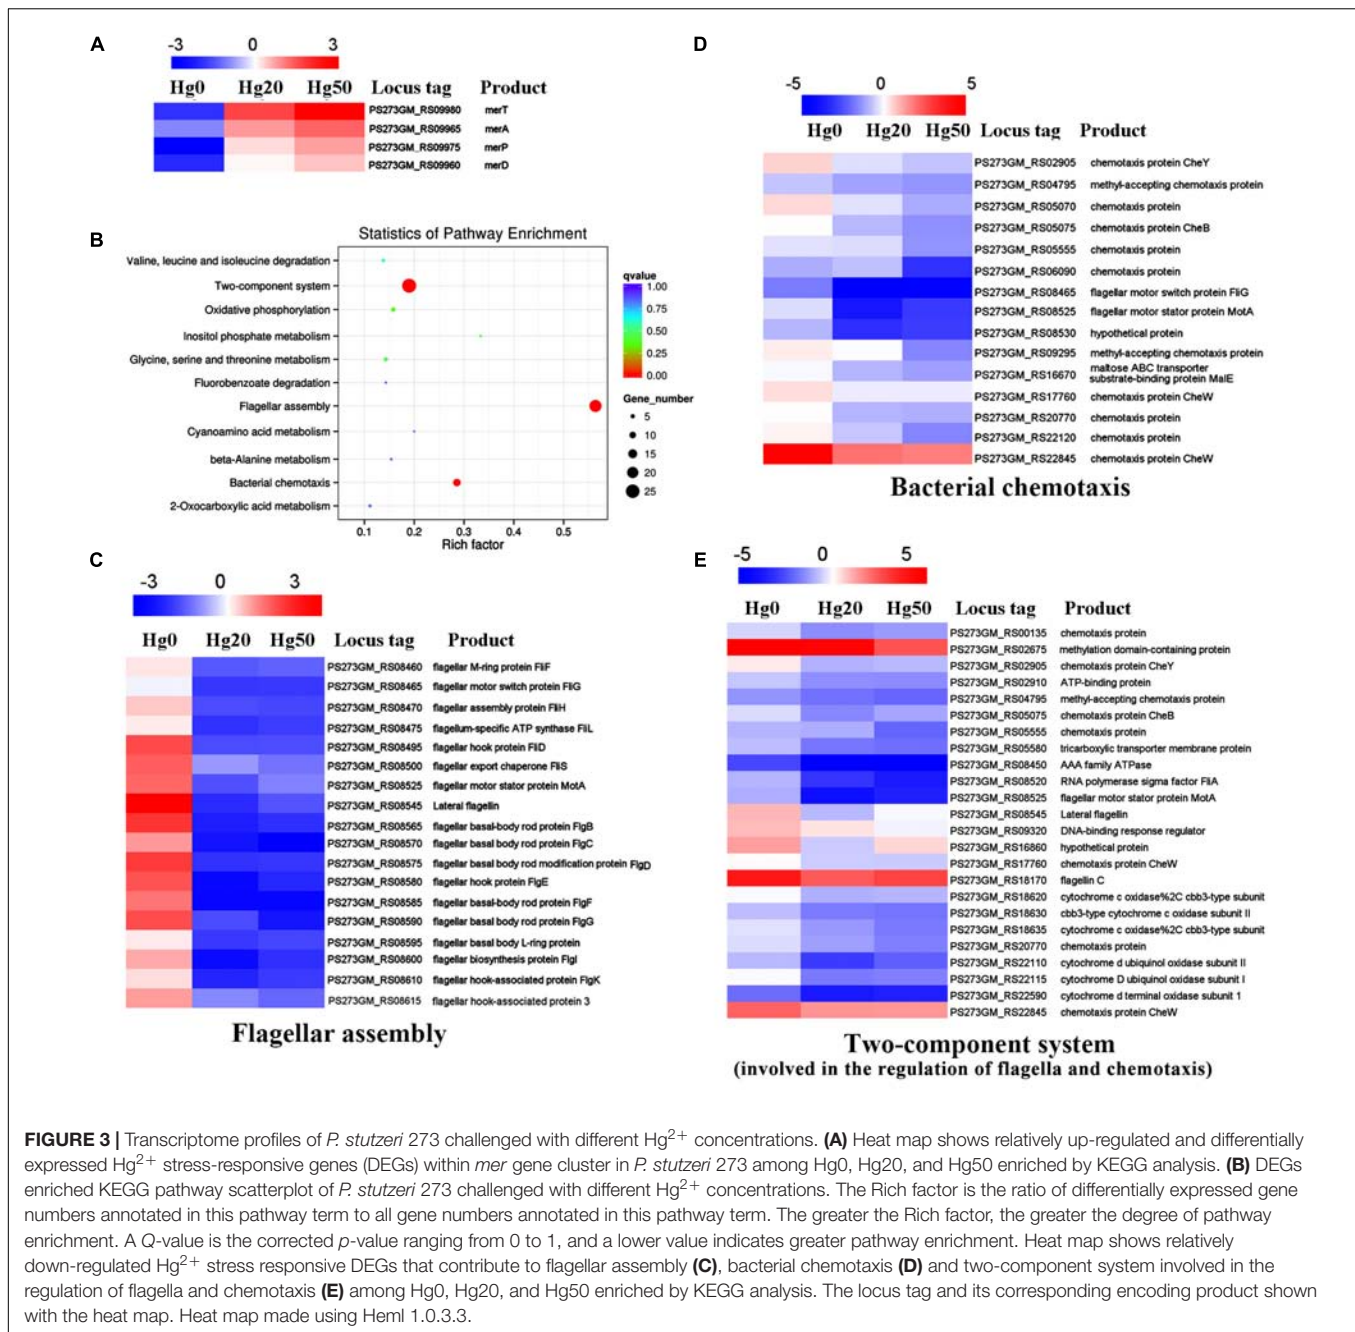 A
-3 0 3
Hg0 Hg20 Hg50 Locus tag Product
PS273GM_RS09980 merT
PS273GM_RS09965 merA
PS273GM_RS09975 merP
PS273GM_RS09960 merD
B
Statistics of Pathway Enrichment
Valine, leucine and isoleucine degradation
Two-component system
Oxidative phosphorylation
Inositol phosphate metabolism
Glycine, serine and threonine metabolism
Fluorobenzoate degradation
Flagellar assembly
Cyanoamino acid metabolism
beta-Alanine metabolism
Bacterial chemotaxis
2-Oxocarboxylic acid metabolism
0.1 0.2 0.3 0.4 0.5
Rich factor
qvalue
1.00
0.75
0.50
0.25
0.00
Gene_number
5
10
15
20
25
C
-3 0 3
Hg0 Hg20 Hg50 Locus tag Product
PS273GM_RS08460 flagellar M-ring protein FliF
PS273GM_RS08465 flagellar motor switch protein FliG
PS273GM_RS08470 flagellar assembly protein FliH
PS273GM_RS08475 flagellum-specific ATP synthase FliL
PS273GM_RS08495 flagellar hook protein FliD
PS273GM_RS08500 flagellar export chaperone FliS
PS273GM_RS08525 flagellar motor stator protein MotA
PS273GM_RS08545 Lateral flagellin
PS273GM_RS08565 flagellar basal-body rod protein FlgB
PS273GM_RS08570 flagellar basal body rod protein FlgC
PS273GM_RS08575 flagellar basal body rod modification protein FlgD
PS273GM_RS08580 flagellar hook protein FlgE
PS273GM_RS08585 flagellar basal-body rod protein FlgF
PS273GM_RS08590 flagellar basal-body rod protein FlgG
PS273GM_RS08595 flagellar basal body L-ring protein
PS273GM_RS08600 flagellar biosynthesis protein FlgI
PS273GM_RS08610 flagellar hook-associated protein FlgK
PS273GM_RS08615 flagellar hook-associated protein 3
Flagellar assembly
D
-5 0 5
Hg0 Hg20 Hg50 Locus tag Product
PS273GM_RS02905 chemotaxis protein CheY
PS273GM_RS04795 methyl-accepting chemotaxis protein
PS273GM_RS05070 chemotaxis protein
PS273GM_RS05075 chemotaxis protein CheB
PS273GM_RS05555 chemotaxis protein
PS273GM_RS06090 chemotaxis protein
PS273GM_RS08465 flagellar motor switch protein FliG
PS273GM_RS08525 flagellar motor stator protein MotA
PS273GM_RS08530 hypothetical protein
PS273GM_RS09295 methyl-accepting chemotaxis protein
PS273GM_RS16670 maltose ABC transporter
substrate-binding protein MalE
PS273GM_RS17760 chemotaxis protein CheW
PS273GM_RS20770 chemotaxis protein
PS273GM_RS22120 chemotaxis protein
PS273GM_RS22845 chemotaxis protein CheW
Bacterial chemotaxis
E
-5 0 5
Hg0 Hg20 Hg50 Locus tag Product
PS273GM_RS00135 chemotaxis protein
PS273GM_RS02675 methylation domain-containing protein
PS273GM_RS02905 chemotaxis protein CheY
PS273GM_RS02910 ATP-binding protein
PS273GM_RS04795 methyl-accepting chemotaxis protein
PS273GM_RS05075 chemotaxis protein CheB
PS273GM_RS05555 chemotaxis protein
PS273GM_RS05580 tricarboxylic transporter membrane protein
PS273GM_RS08450 AAA family ATPase
PS273GM_RS08520 RNA polymerase sigma factor FliA
PS273GM_RS08525 flagellar motor stator protein MotA
PS273GM_RS08545 Lateral flagellin
PS273GM_RS09320 DNA-binding response regulator
PS273GM_RS16860 hypothetical protein
PS273GM_RS17760 chemotaxis protein CheW
PS273GM_RS18170 flagellin C
PS273GM_RS18620 cytochrome c oxidase%2C cbb3-type subunit
PS273GM_RS18630 cbb3-type cytochrome c oxidase subunit II
PS273GM_RS18635 cytochrome c oxidase%2C cbb3-type subunit
PS273GM_RS20770 chemotaxis protein
PS273GM_RS22110 cytochrome d ubiquinol oxidase subunit II
PS273GM_RS22115 cytochrome D ubiquinol oxidase subunit I
PS273GM_RS22590 cytochrome d terminal oxidase subunit 1
PS273GM_RS22845 chemotaxis protein CheW
Two-component system
(involved in the regulation of flagella and chemotaxis)
FIGURE 3 | Transcriptome profiles of P. stutzeri 273 challenged with different Hg2+ concentrations. (A) Heat map shows relatively up-regulated and differentially
expressed Hg2+ stress-responsive genes (DEGs) within mer gene cluster in P. stutzeri 273 among Hg0, Hg20, and Hg50 enriched by KEGG analysis. (B) DEGs
enriched KEGG pathway scatterplot of P. stutzeri 273 challenged with different Hg2+ concentrations. The Rich factor is the ratio of differentially expressed gene
numbers annotated in this pathway term to all gene numbers annotated in this pathway term. The greater the Rich factor, the greater the degree of pathway
enrichment. A Q-value is the corrected p-value ranging from 0 to 1, and a lower value indicates greater pathway enrichment. Heat map shows relatively
down-regulated Hg2+ stress responsive DEGs that contribute to flagellar assembly (C), bacterial chemotaxis (D) and two-component system involved in the
regulation of flagella and chemotaxis (E) among Hg0, Hg20, and Hg50 enriched by KEGG analysis. The locus tag and its corresponding encoding product shown
with the heat map. Heat map made using Heml 1.0.3.3.